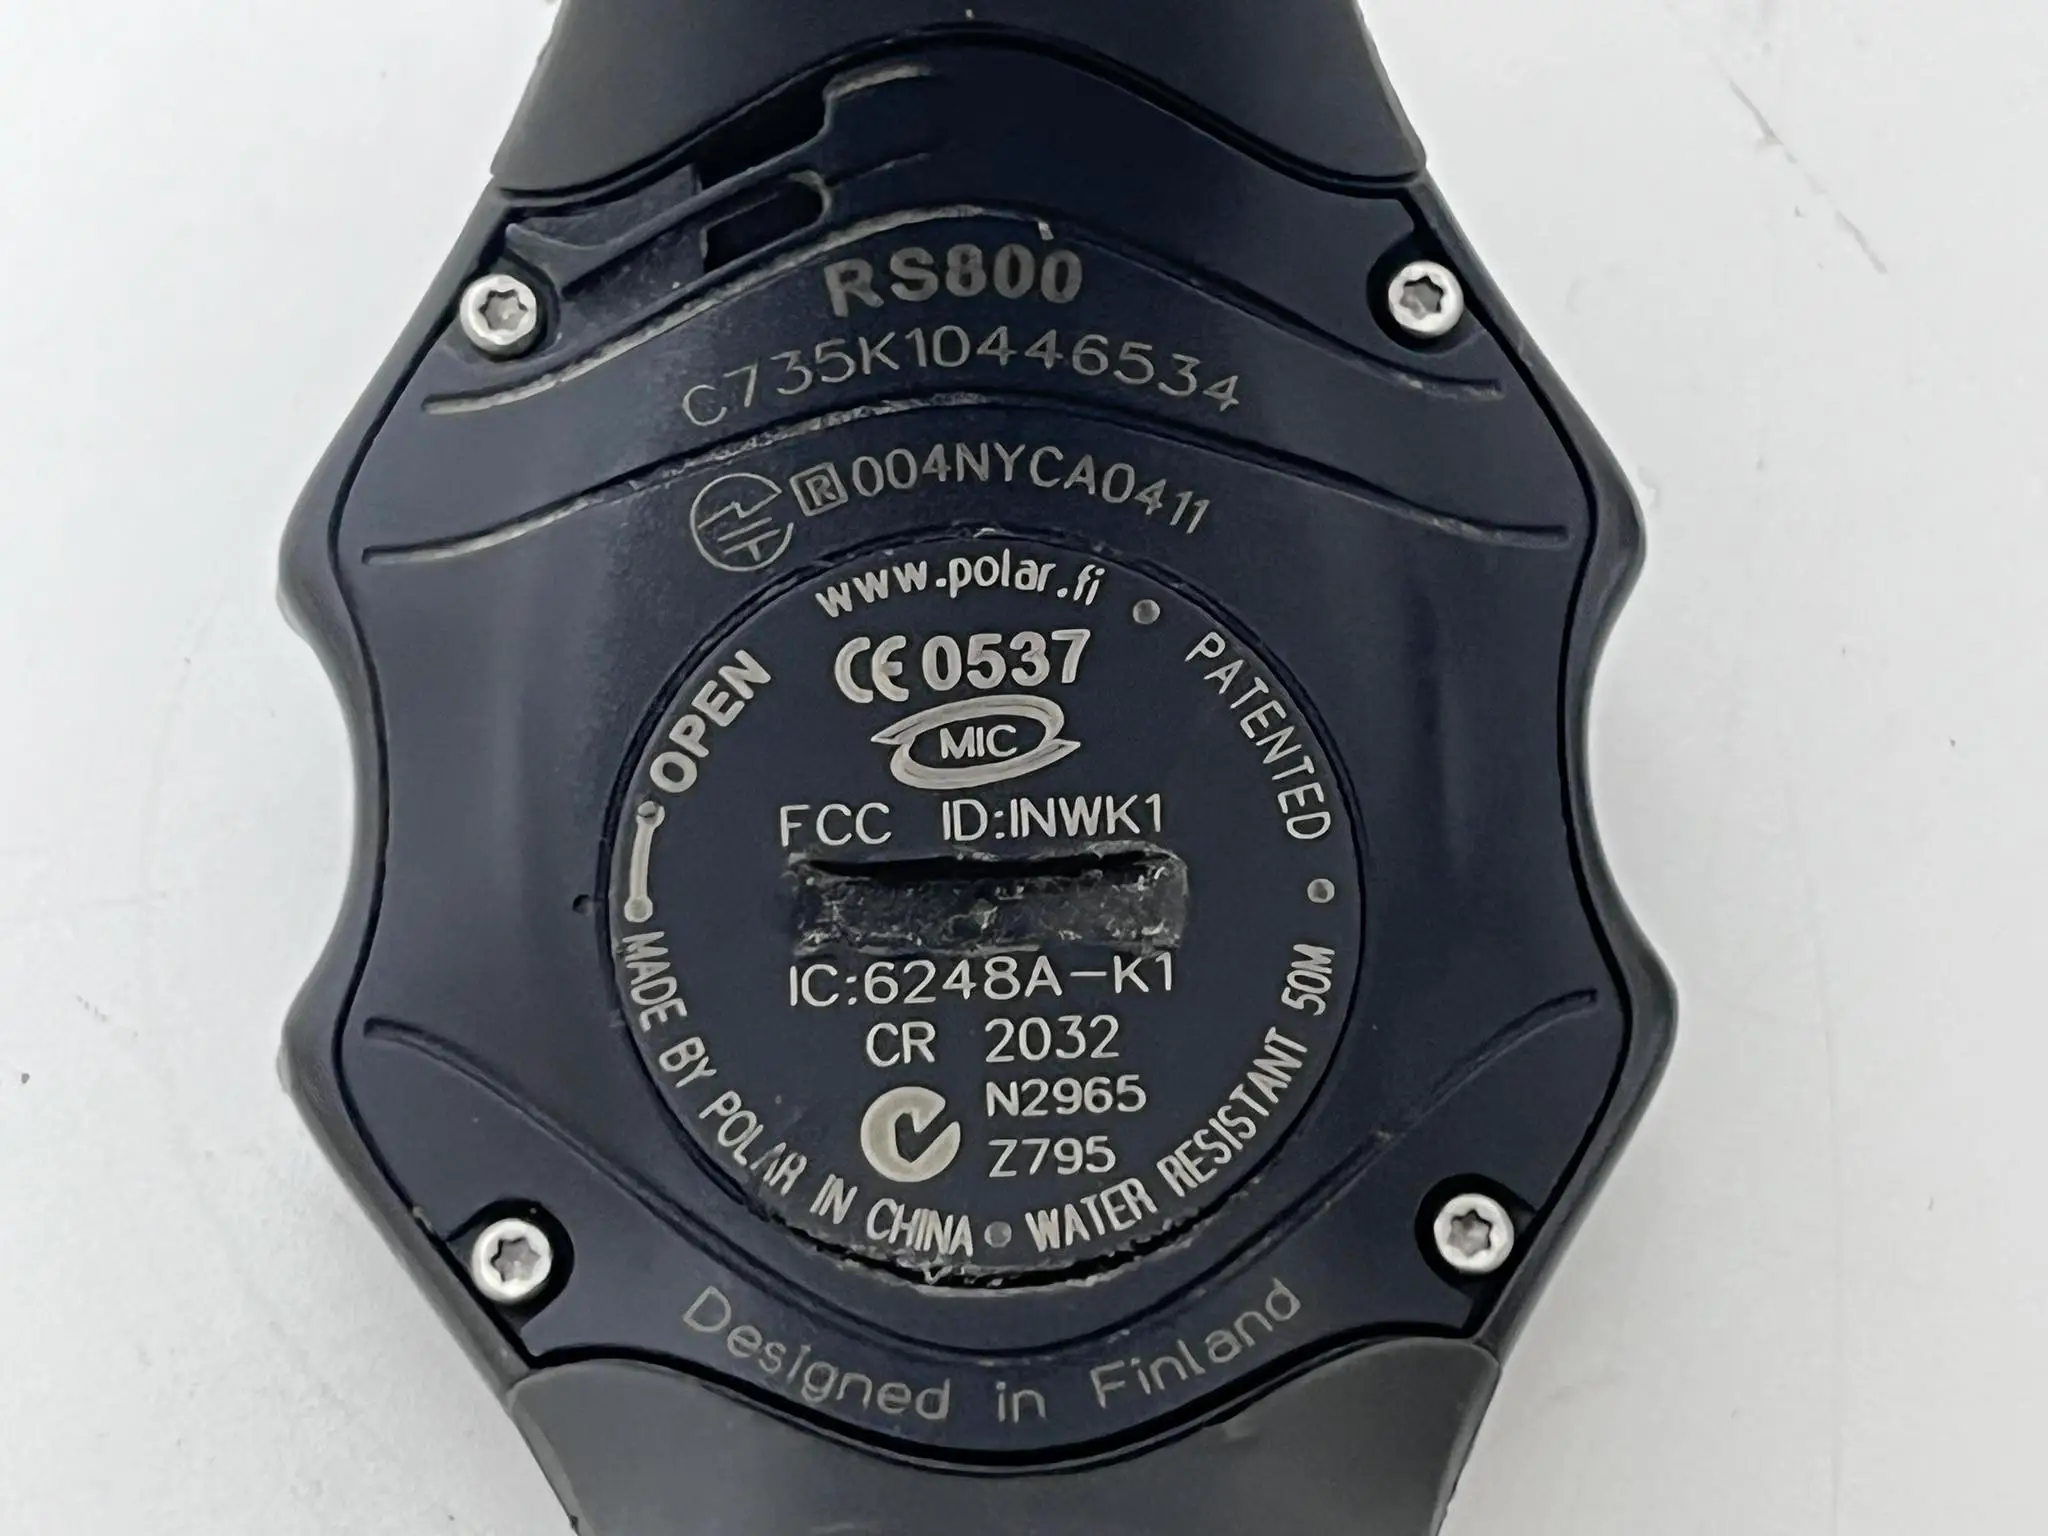 RS800
C735K10446534
R 004NYCA0411
www.polar.fi
CE 0537
MIC
FCC ID:INWK1
IC:6248A-K1
CR 2032
N2965
Z795
OPEN
PATENTED
WATER RESISTANT 50M
MADE BY POLAR IN CHINA
Designed in Finland